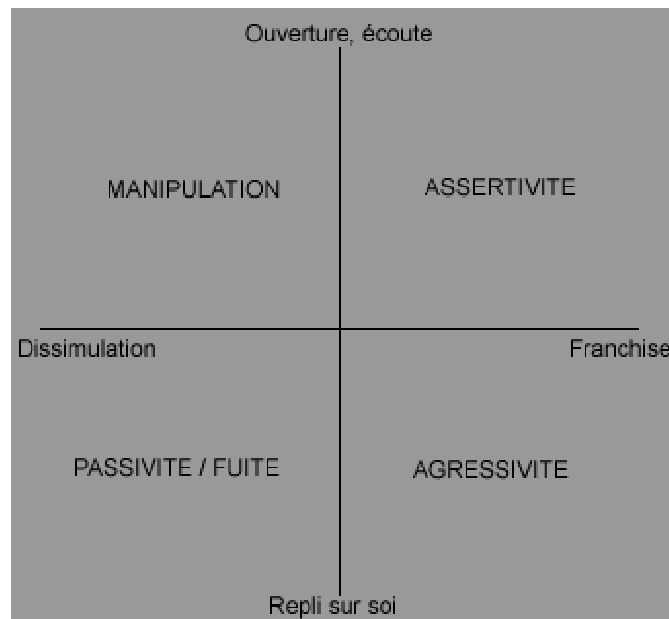 Ouverture, écoute
MANIPULATION
ASSERTIVITE
Dissimulation
Franchise
PASSIVITE / FUITE
AGRESSIVITE
Repli sur soi